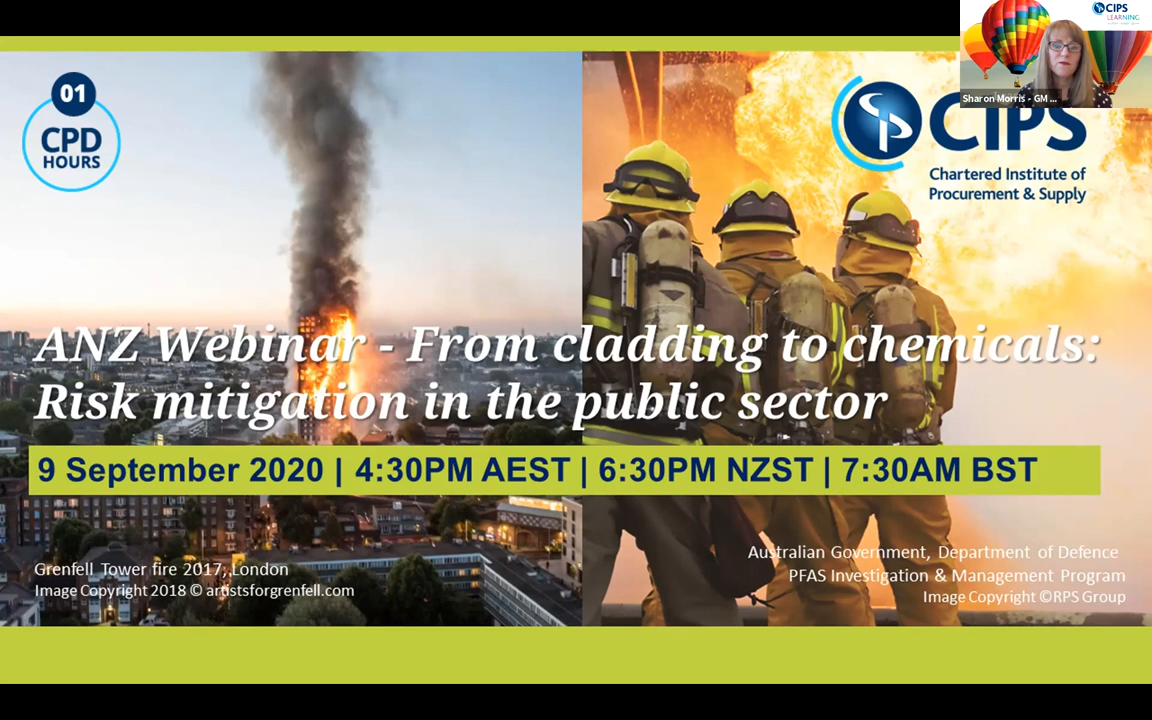 01
CPD
HOURS
CIPS
LEARNING
Sharon Morris - GM ...
CIPS
Chartered Institute of
Procurement & Supply
ANZ Webinar - From cladding to chemicals:
Risk mitigation in the public sector
9 September 2020 | 4:30PM AEST | 6:30PM NZST | 7:30AM BST
Grenfell Tower fire 2017, London
Image Copyright 2018 © artistsforgrenfell.com
Australian Government, Department of Defence
PFAS Investigation & Management Program
Image Copyright ©RPS Group